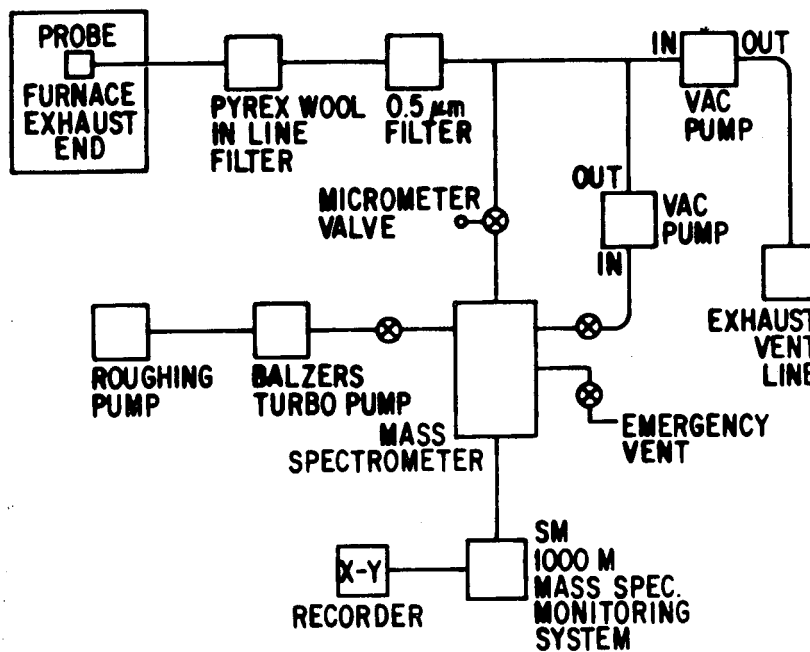 PROBE
FURNACE
EXHAUST
END
PYREX WOOL
IN LINE
FILTER
0.5 μm
FILTER
IN
OUT
VAC
PUMP
MICROMETER
VALVE
OUT
VAC
PUMP
IN
EXHAUST
VENT
LINE
ROUGHING
PUMP
BALZERS
TURBO PUMP
MASS
SPECTROMETER
EMERGENCY
VENT
X-Y
RECORDER
SM
1000 M
MASS SPEC.
MONITORING
SYSTEM